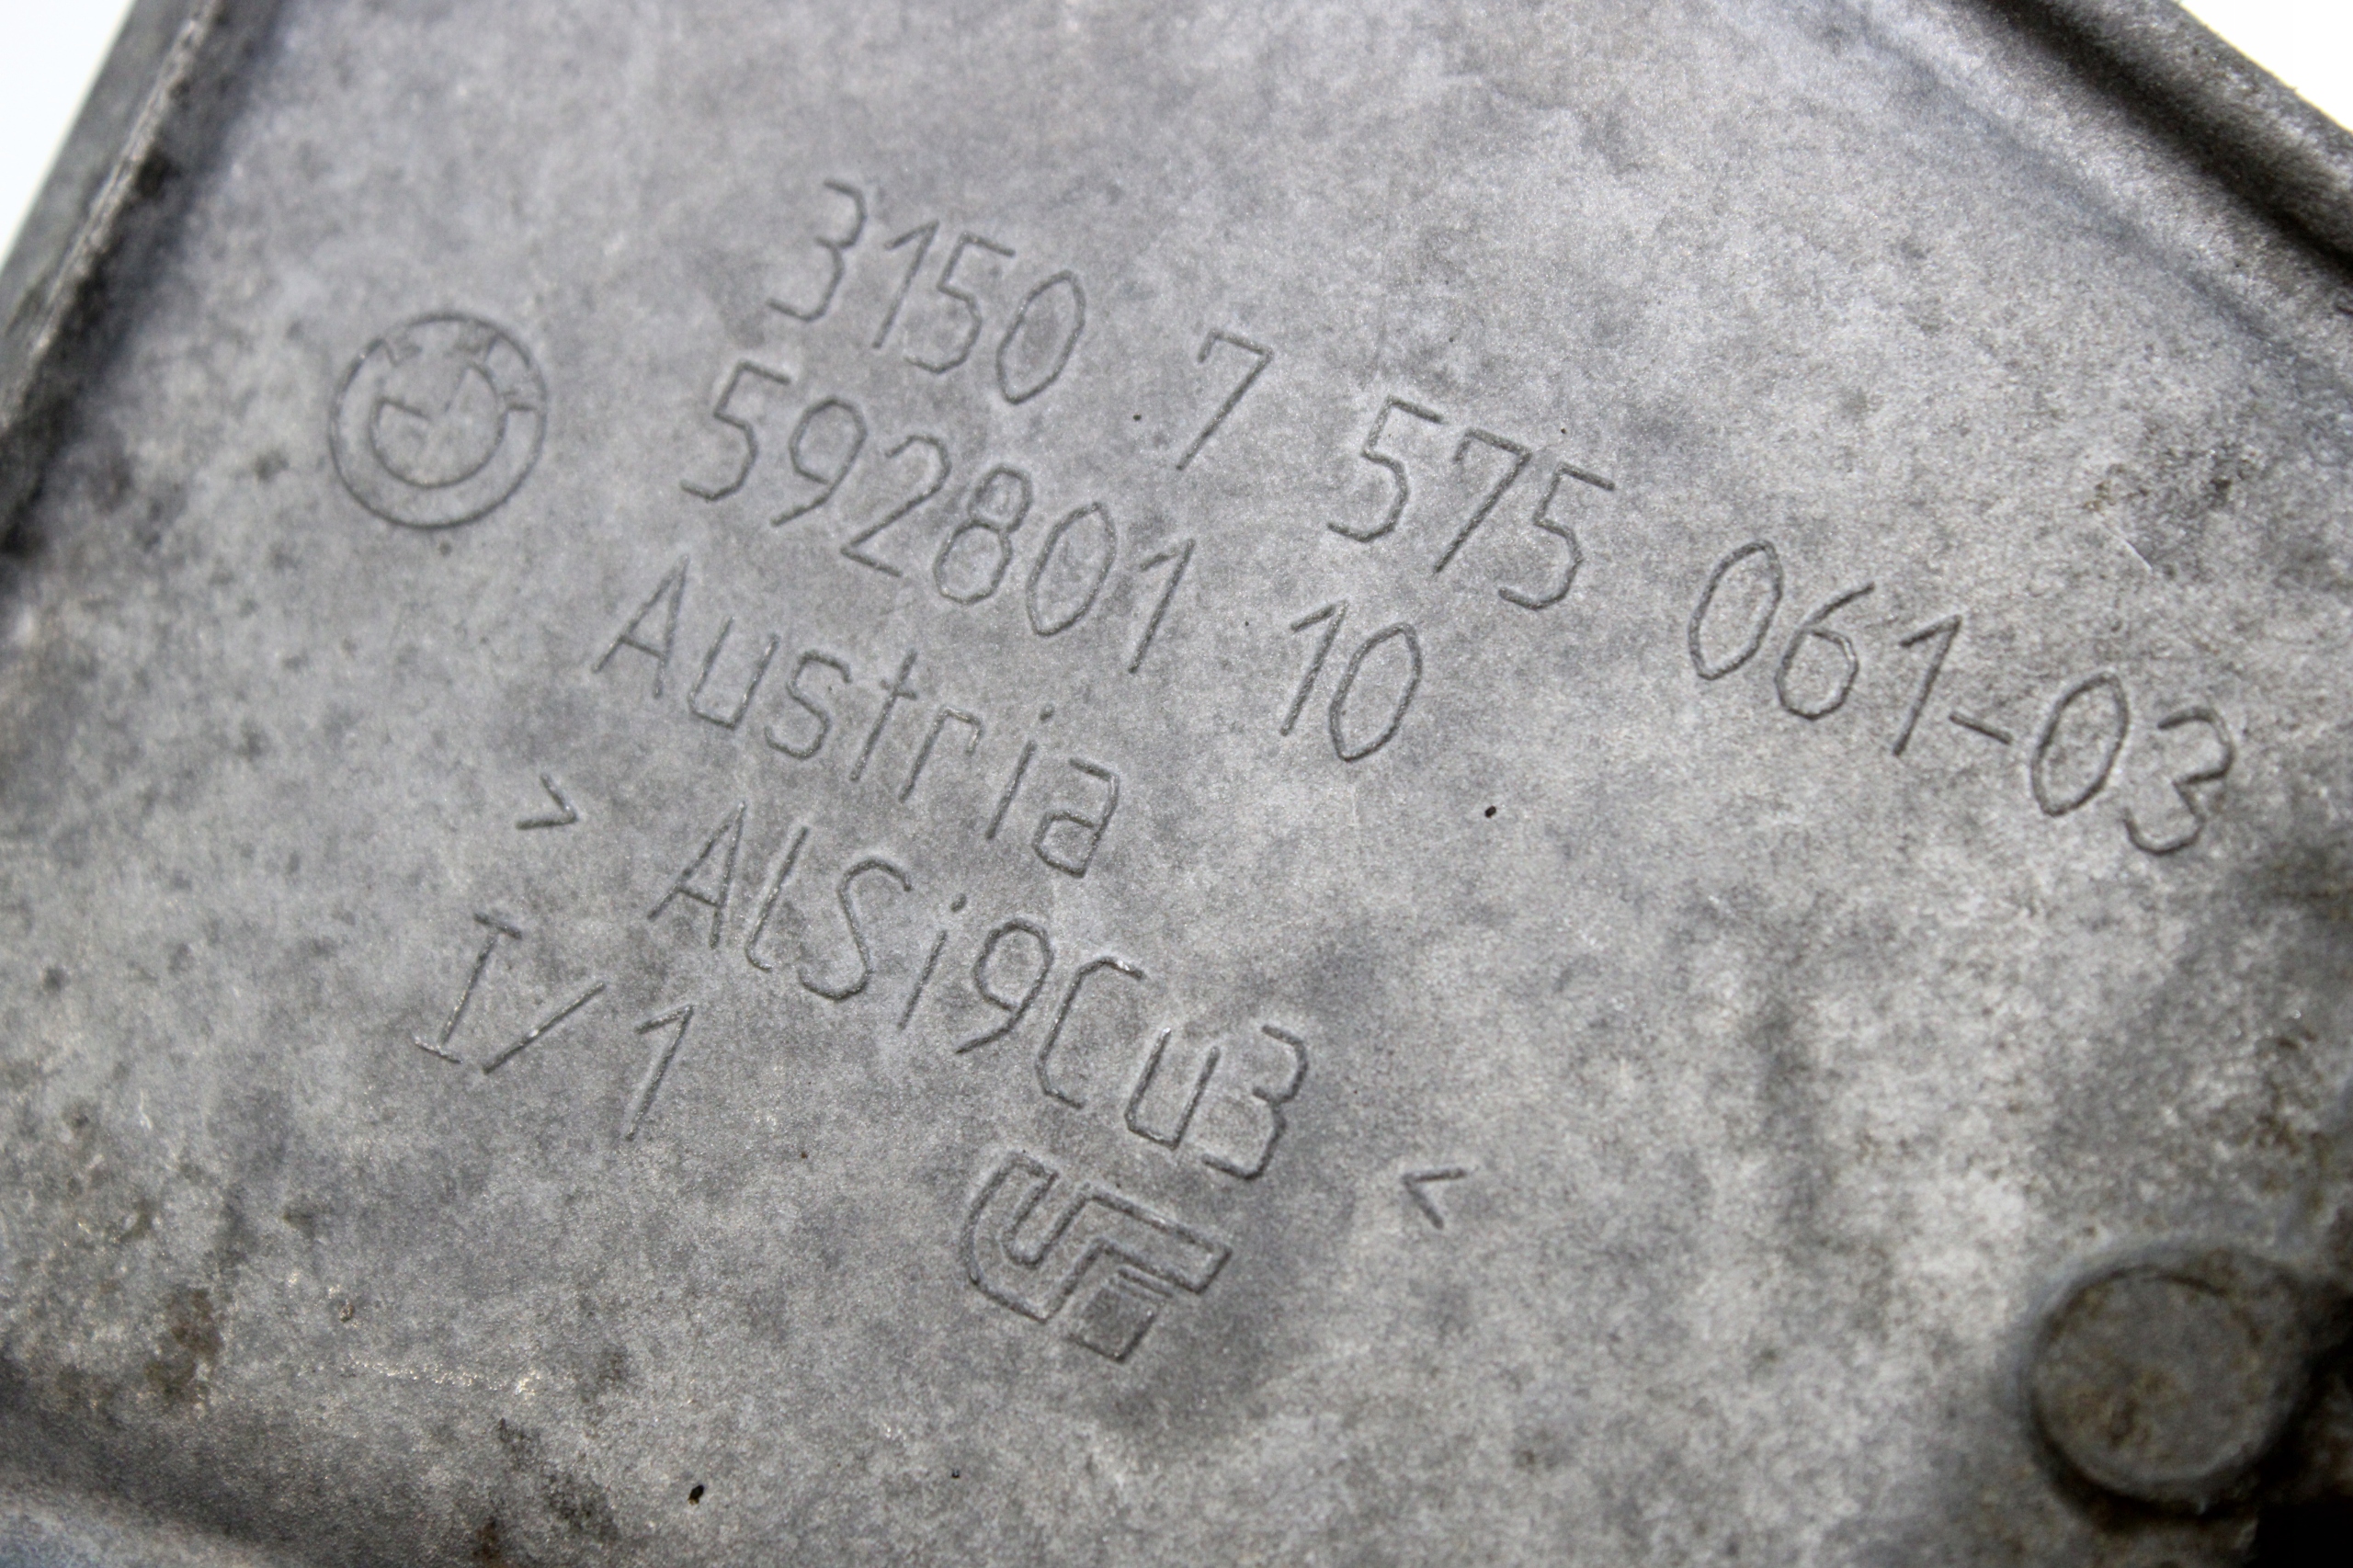 3150 7 575 061-03
592801 10
Austria
> AlSi9Cu3 <
I/1